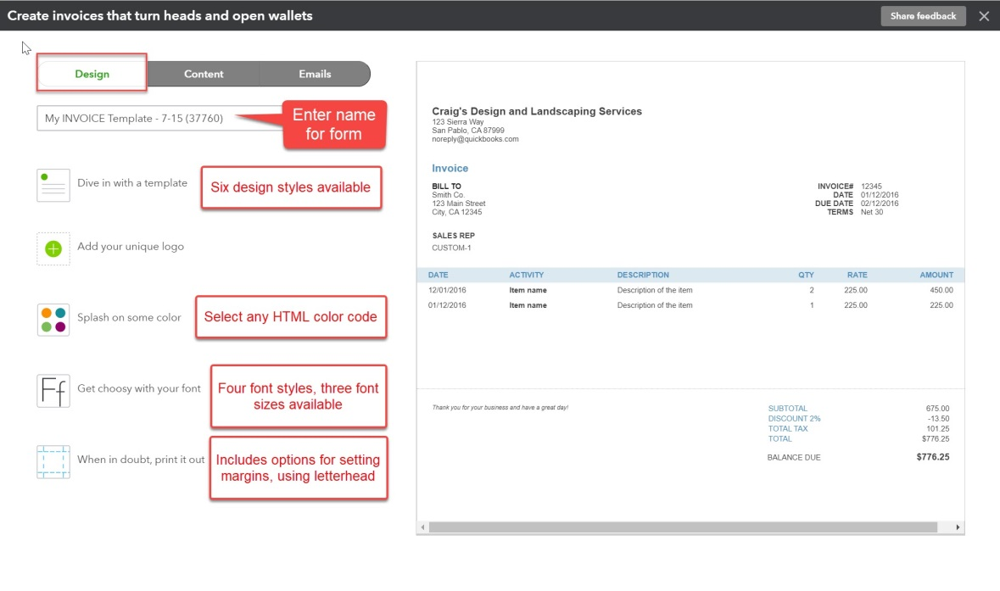 Create invoices that turn heads and open wallets
Share feedback
Design
Content
Emails
My INVOICE Template - 7-15 (37760)
Enter name
for form
Dive in with a template
Six design styles available
Add your unique logo
Splash on some color
Select any HTML color code
Ff
Get choosy with your font
Four font styles, three font
sizes available
When in doubt, print it out
Includes options for setting
margins, using letterhead
Craig's Design and Landscaping Services
123 Sierra Way
San Pablo, CA 87999
noreply@quickbooks.com
Invoice
BILL TO
Smith Co.
123 Main Street
City, CA 12345
INVOICE# 12345
DATE 01/12/2016
DUE DATE 02/12/2016
TERMS Net 30
SALES REP
CUSTOM-1
DATE ACTIVITY DESCRIPTION QTY RATE AMOUNT
12/01/2016 Item name Description of the item 2 225.00 450.00
01/12/2016 Item name Description of the item 1 225.00 225.00
Thank you for your business and have a great day!
SUBTOTAL 675.00
DISCOUNT 2% -13.50
TOTAL TAX 101.25
TOTAL $776.25
BALANCE DUE $776.25